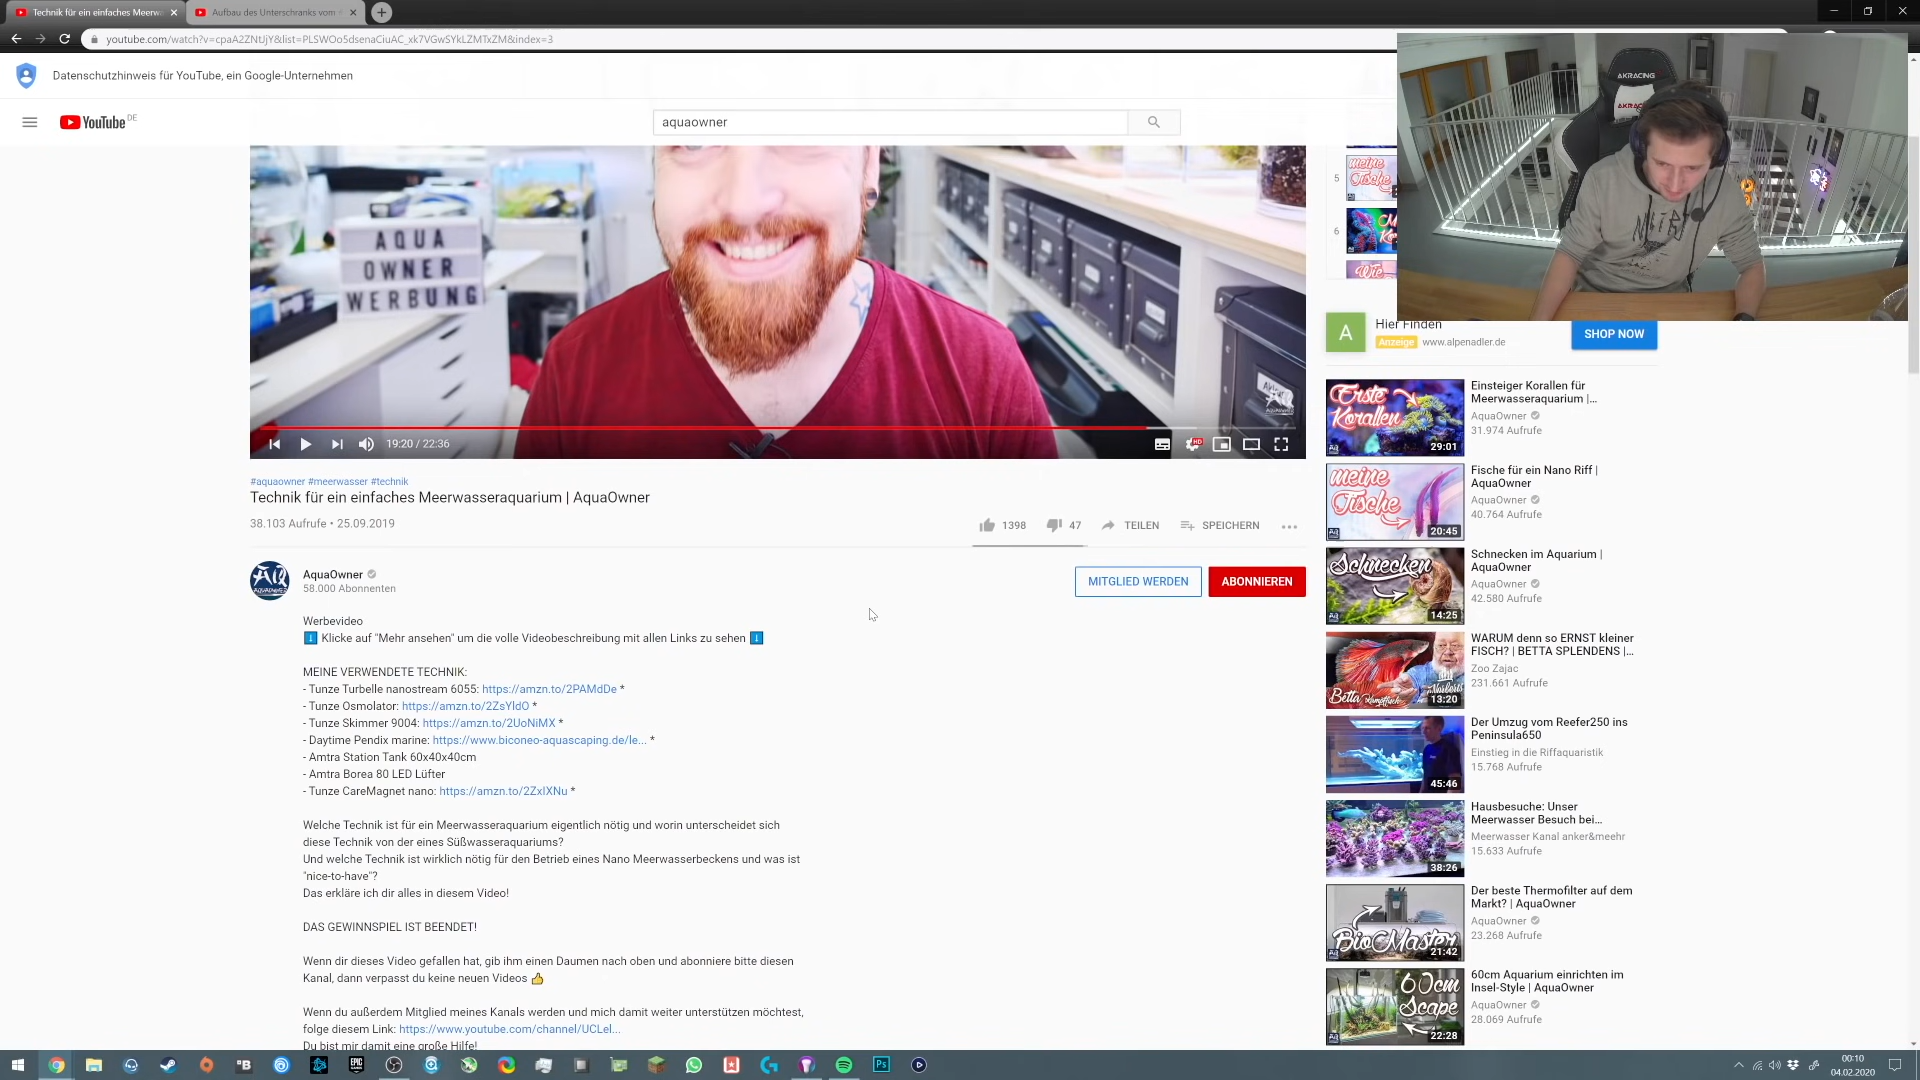 Technik für ein einfaches Meerwa
Aufbau des Unterschranks vom
youtube.com/watch?v=cpaA2ZNtJjY&list=PLSWOo5dsenaCiuAC_xk7VGwSYkLZMTxZM&index=3
Datenschutzhinweis für YouTube, ein Google-Unternehmen
YouTube DE
aquaowner
AKRACING
AQUA
OWNER
WERBUNG
19:20 / 22:36
HD
#aquaowner #meerwasser #technik
Technik für ein einfaches Meerwasseraquarium | AquaOwner
38.103 Aufrufe • 25.09.2019
1398
47
TEILEN
SPEICHERN
AquaOwner
58.000 Abonnenten
MITGLIED WERDEN
ABONNIEREN
Werbevideo
Klicke auf "Mehr ansehen" um die volle Videobeschreibung mit allen Links zu sehen
MEINE VERWENDETE TECHNIK:
- Tunze Turbelle nanostream 6055: https://amzn.to/2PAMdDe *
- Tunze Osmolator: https://amzn.to/2ZsYldO *
- Tunze Skimmer 9004: https://amzn.to/2UoNiMX *
- Daytime Pendix marine: https://www.biconeo-aquascaping.de/le... *
- Amtra Station Tank 60x40x40cm
- Amtra Borea 80 LED Lüfter
- Tunze CareMagnet nano: https://amzn.to/2ZxIXNu *
Welche Technik ist für ein Meerwasseraquarium eigentlich nötig und worin unterscheidet sich
diese Technik von der eines Süßwasseraquariums?
Und welche Technik ist wirklich nötig für den Betrieb eines Nano Meerwasserbeckens und was ist
"nice-to-have"?
Das erkläre ich dir alles in diesem Video!
DAS GEWINNSPIEL IST BEENDET!
Wenn dir dieses Video gefallen hat, gib ihm einen Daumen nach oben und abonniere bitte diesen
Kanal, dann verpasst du keine neuen Videos
Wenn du außerdem Mitglied meines Kanals werden und mich damit weiter unterstützen möchtest,
folge diesem Link: https://www.youtube.com/channel/UCLel...
Du bist mir damit eine große Hilfe!
5
meine
Fische
6
Wie
A
Hier Finden
Anzeige www.alpenadler.de
SHOP NOW
Erste
Korallen
29:01
Einsteiger Korallen für
Meerwasseraquarium |...
AquaOwner
31.974 Aufrufe
meine
Fische
20:45
Fische für ein Nano Riff |
AquaOwner
AquaOwner
40.764 Aufrufe
Schnecken
14:25
Schnecken im Aquarium |
AquaOwner
AquaOwner
42.580 Aufrufe
Betta
13:20
WARUM denn so ERNST kleiner
FISCH? | BETTA SPLENDENS |...
Zoo Zajac
231.661 Aufrufe
45:46
Der Umzug vom Reefer250 ins
Peninsula650
Einstieg in die Riffaquaristik
15.768 Aufrufe
38:26
Hausbesuche: Unser
Meerwasser Besuch bei...
Meerwasser Kanal anker&meehr
15.633 Aufrufe
BioMaster
21:42
Der beste Thermofilter auf dem
Markt? | AquaOwner
AquaOwner
23.268 Aufrufe
60cm
Scape
22:28
60cm Aquarium einrichten im
Insel-Style | AquaOwner
AquaOwner
28.069 Aufrufe
EPIC
Ps
00:10
04.02.2020